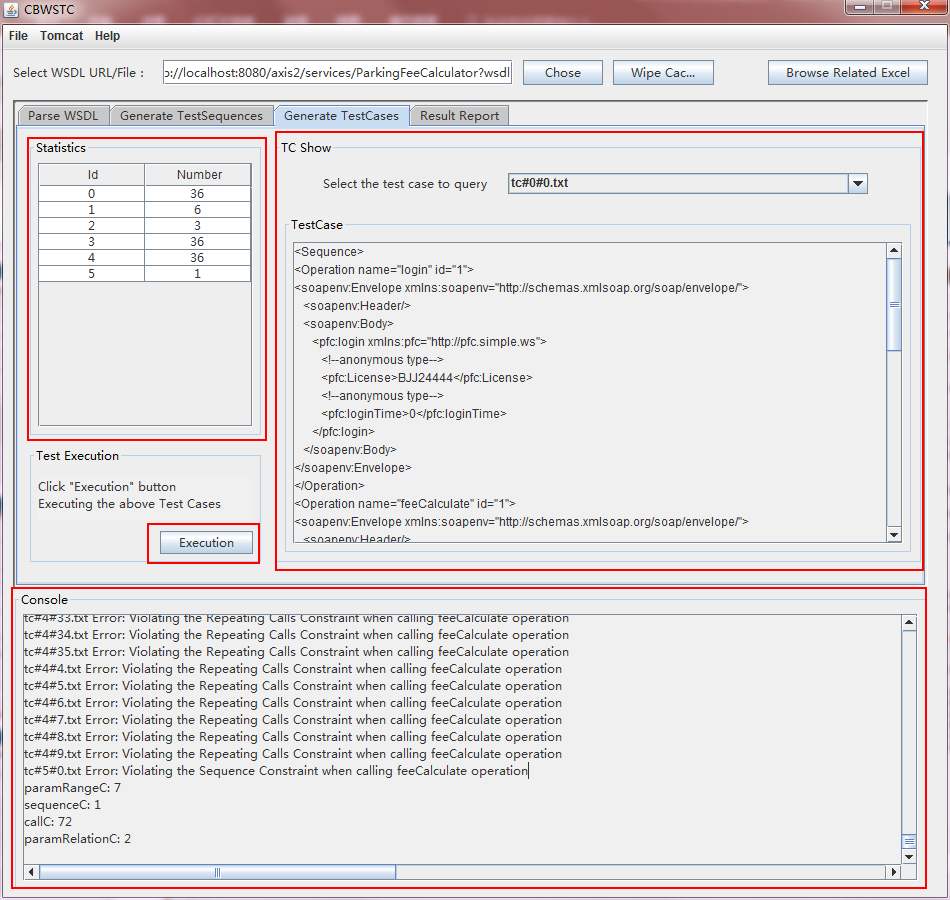 CBWSTC
File Tomcat Help
Select WSDL URL/File : p://localhost:8080/axis2/services/ParkingFeeCalculator?wsdl Chose Wipe Cac... Browse Related Excel
Parse WSDL Generate TestSequences Generate TestCases Result Report
Statistics
Id Number
0 36
1 6
2 3
3 36
4 36
5 1
Test Execution
Click "Execution" button
Executing the above Test Cases
Execution
TC Show
Select the test case to query tc#0#0.txt
TestCase
<Sequence>
<Operation name="login" id="1">
<soapenv:Envelope xmlns:soapenv="http://schemas.xmlsoap.org/soap/envelope/">
<soapenv:Header/>
<soapenv:Body>
<pfc:login xmlns:pfc="http://pfc.simple.ws">
<!--anonymous type-->
<pfc:License>BJJ24444</pfc:License>
<!--anonymous type-->
<pfc:loginTime>0</pfc:loginTime>
</pfc:login>
</soapenv:Body>
</soapenv:Envelope>
</Operation>
<Operation name="feeCalculate" id="1">
<soapenv:Envelope xmlns:soapenv="http://schemas.xmlsoap.org/soap/envelope/">
<soapenv:Header/>
Console
tc#4#33.txt Error: Violating the Repeating Calls Constraint when calling feeCalculate operation
tc#4#34.txt Error: Violating the Repeating Calls Constraint when calling feeCalculate operation
tc#4#35.txt Error: Violating the Repeating Calls Constraint when calling feeCalculate operation
tc#4#4.txt Error: Violating the Repeating Calls Constraint when calling feeCalculate operation
tc#4#5.txt Error: Violating the Repeating Calls Constraint when calling feeCalculate operation
tc#4#6.txt Error: Violating the Repeating Calls Constraint when calling feeCalculate operation
tc#4#7.txt Error: Violating the Repeating Calls Constraint when calling feeCalculate operation
tc#4#8.txt Error: Violating the Repeating Calls Constraint when calling feeCalculate operation
tc#4#9.txt Error: Violating the Repeating Calls Constraint when calling feeCalculate operation
tc#5#0.txt Error: Violating the Sequence Constraint when calling feeCalculate operation
paramRangeC: 7
sequenceC: 1
callC: 72
paramRelationC: 2